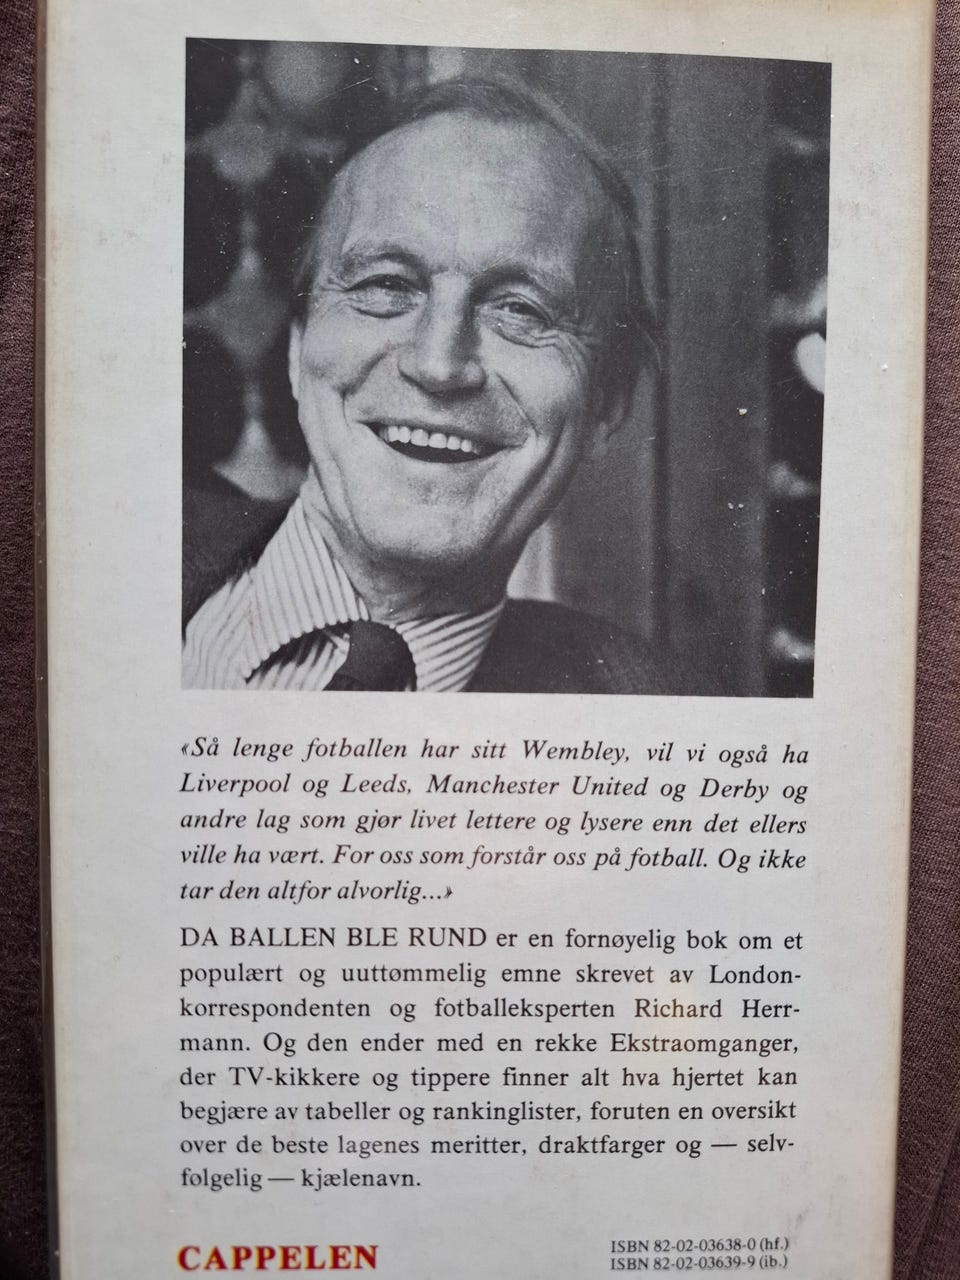 «Så lenge fotballen har sitt Wembley, vil vi også ha
Liverpool og Leeds, Manchester United og Derby og
andre lag som gjør livet lettere og lysere enn det ellers
ville ha vært. For oss som forstår oss på fotball. Og ikke
tar den altfor alvorlig...»
DA BALLEN BLE RUND er en fornøyelig bok om et
populært og uuttømmelig emne skrevet av London-
korrespondenten og fotballeksperten Richard Herr-
mann. Og den ender med en rekke Ekstraomganger,
der TV-kikkere og tippere finner alt hva hjertet kan
begjære av tabeller og rankinglister, foruten en oversikt
over de beste lagenes meritter, draktfarger og — selv-
følgelig — kjælenavn.
CAPPELEN
ISBN 82-02-03638-0 (hf.)
ISBN 82-02-03639-9 (ib.)